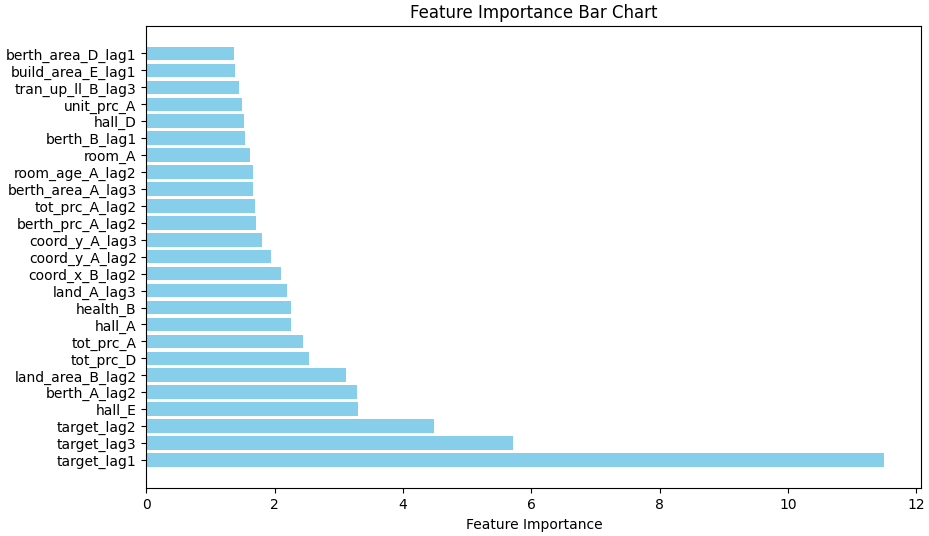 Feature Importance Bar Chart
berth_area_D_lag1
build_area_E_lag1
tran_up_ll_B_lag3
unit_prc_A
hall_D
berth_B_lag1
room_A
room_age_A_lag2
berth_area_A_lag3
tot_prc_A_lag2
berth_prc_A_lag2
coord_y_A_lag3
coord_y_A_lag2
coord_x_B_lag2
land_A_lag3
health_B
hall_A
tot_prc_A
tot_prc_D
land_area_B_lag2
berth_A_lag2
hall_E
target_lag2
target_lag3
target_lag1
0 2 4 6 8 10 12
Feature Importance